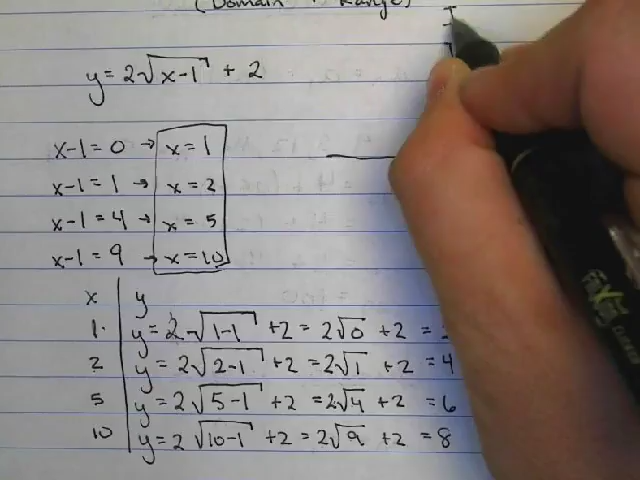 (Domain + Range)
y = 2√(x-1) + 2
x-1=0 → x=1
x-1=1 → x=2
x-1=4 → x=5
x-1=9 → x=10
x | y
1. | y = 2√(1-1) +2 = 2√0 +2 =
2 | y = 2√(2-1) +2 = 2√1 +2 = 4
5 | y = 2√(5-1) +2 = 2√4 +2 = 6
10 | y = 2√(10-1) +2 = 2√9 +2 = 8